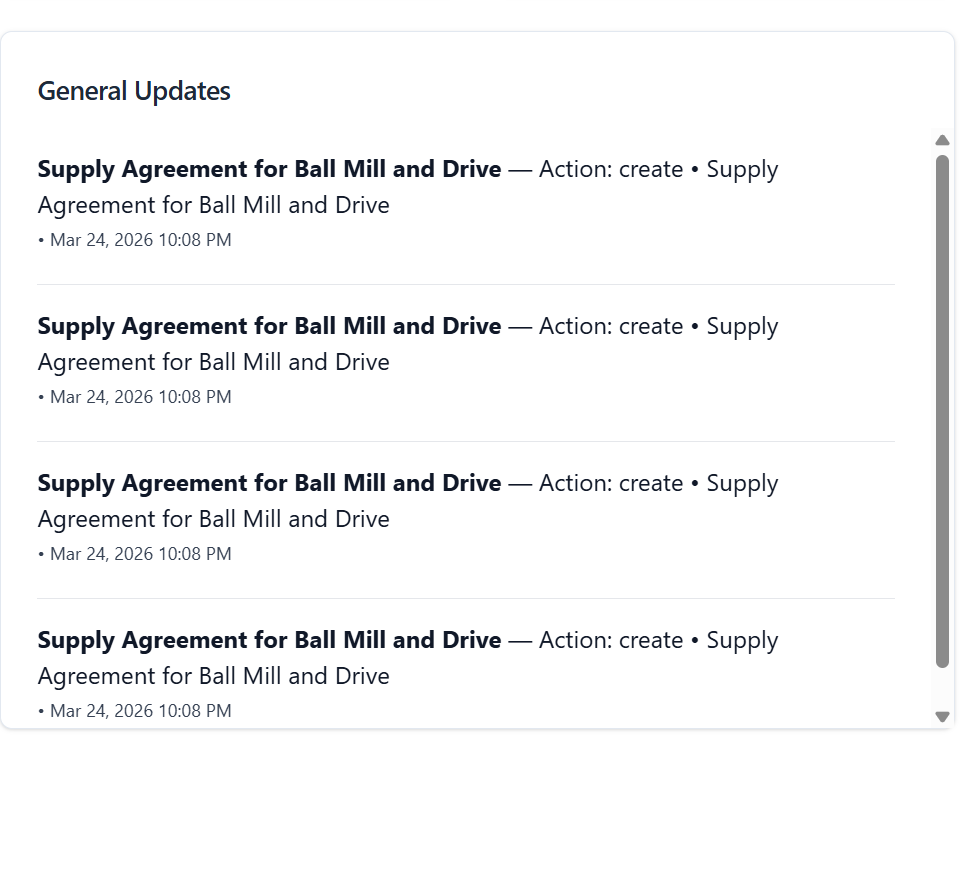 General Updates
Supply Agreement for Ball Mill and Drive — Action: create • Supply
Agreement for Ball Mill and Drive
• Mar 24, 2026 10:08 PM
Supply Agreement for Ball Mill and Drive — Action: create • Supply
Agreement for Ball Mill and Drive
• Mar 24, 2026 10:08 PM
Supply Agreement for Ball Mill and Drive — Action: create • Supply
Agreement for Ball Mill and Drive
• Mar 24, 2026 10:08 PM
Supply Agreement for Ball Mill and Drive — Action: create • Supply
Agreement for Ball Mill and Drive
• Mar 24, 2026 10:08 PM